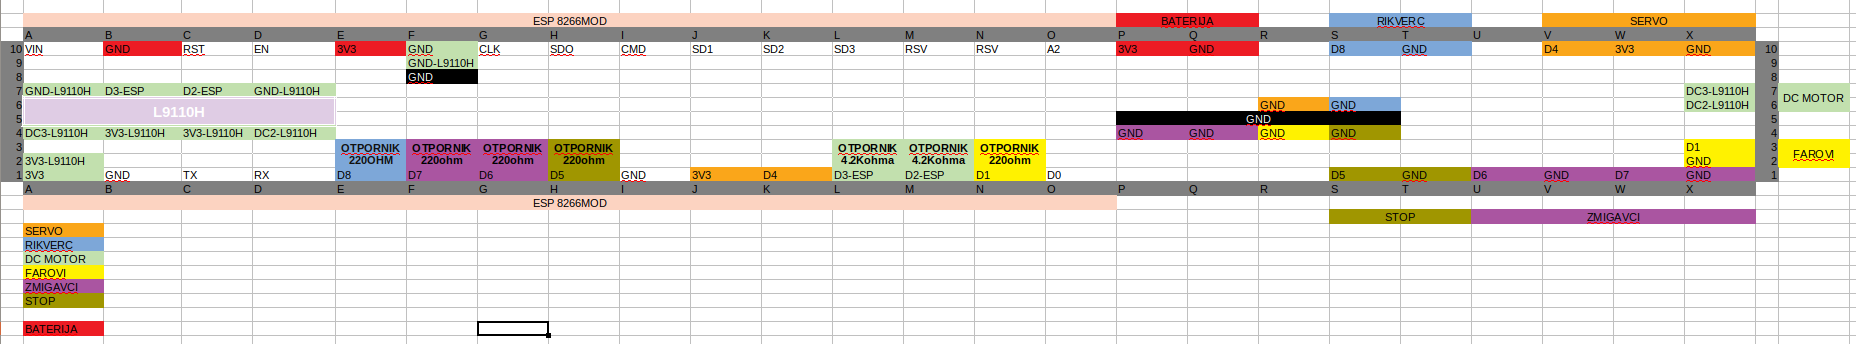 ESP 8266MOD BATERIJA RIKVERC SERVO
A B C D E F G H I J K L M N O P Q R S T U V W X
10 VIN GND RST EN 3V3 GND CLK SDO CMD SD1 SD2 SD3 RSV RSV A2 3V3 GND D8 GND D4 3V3 GND 10
9 GND-L9110H 9
8 GND 8
7 GND-L9110H D3-ESP D2-ESP GND-L9110H DC3-L9110H 7
DC MOTOR
6 L9110H GND GND DC2-L9110H 6
5 GND 5
4 DC3-L9110H 3V3-L9110H 3V3-L9110H DC2-L9110H GND GND GND GND 4
3 OTPORNIK OTPORNIK OTPORNIK OTPORNIK OTPORNIK OTPORNIK OTPORNIK D1 3
FAROVI
2 3V3-L9110H 220OHM 220ohm 220ohm 220ohm 4.2Kohma 4.2Kohma 220ohm GND 2
1 3V3 GND TX RX D8 D7 D6 D5 GND 3V3 D4 D3-ESP D2-ESP D1 D0 D5 GND D6 GND D7 GND 1
A B C D E F G H I J K L M N O P Q R S T U V W X
ESP 8266MOD
STOP ZMIGAVCI
SERVO
RIKVERC
DC MOTOR
FAROVI
ZMIGAVCI
STOP
BATERIJA